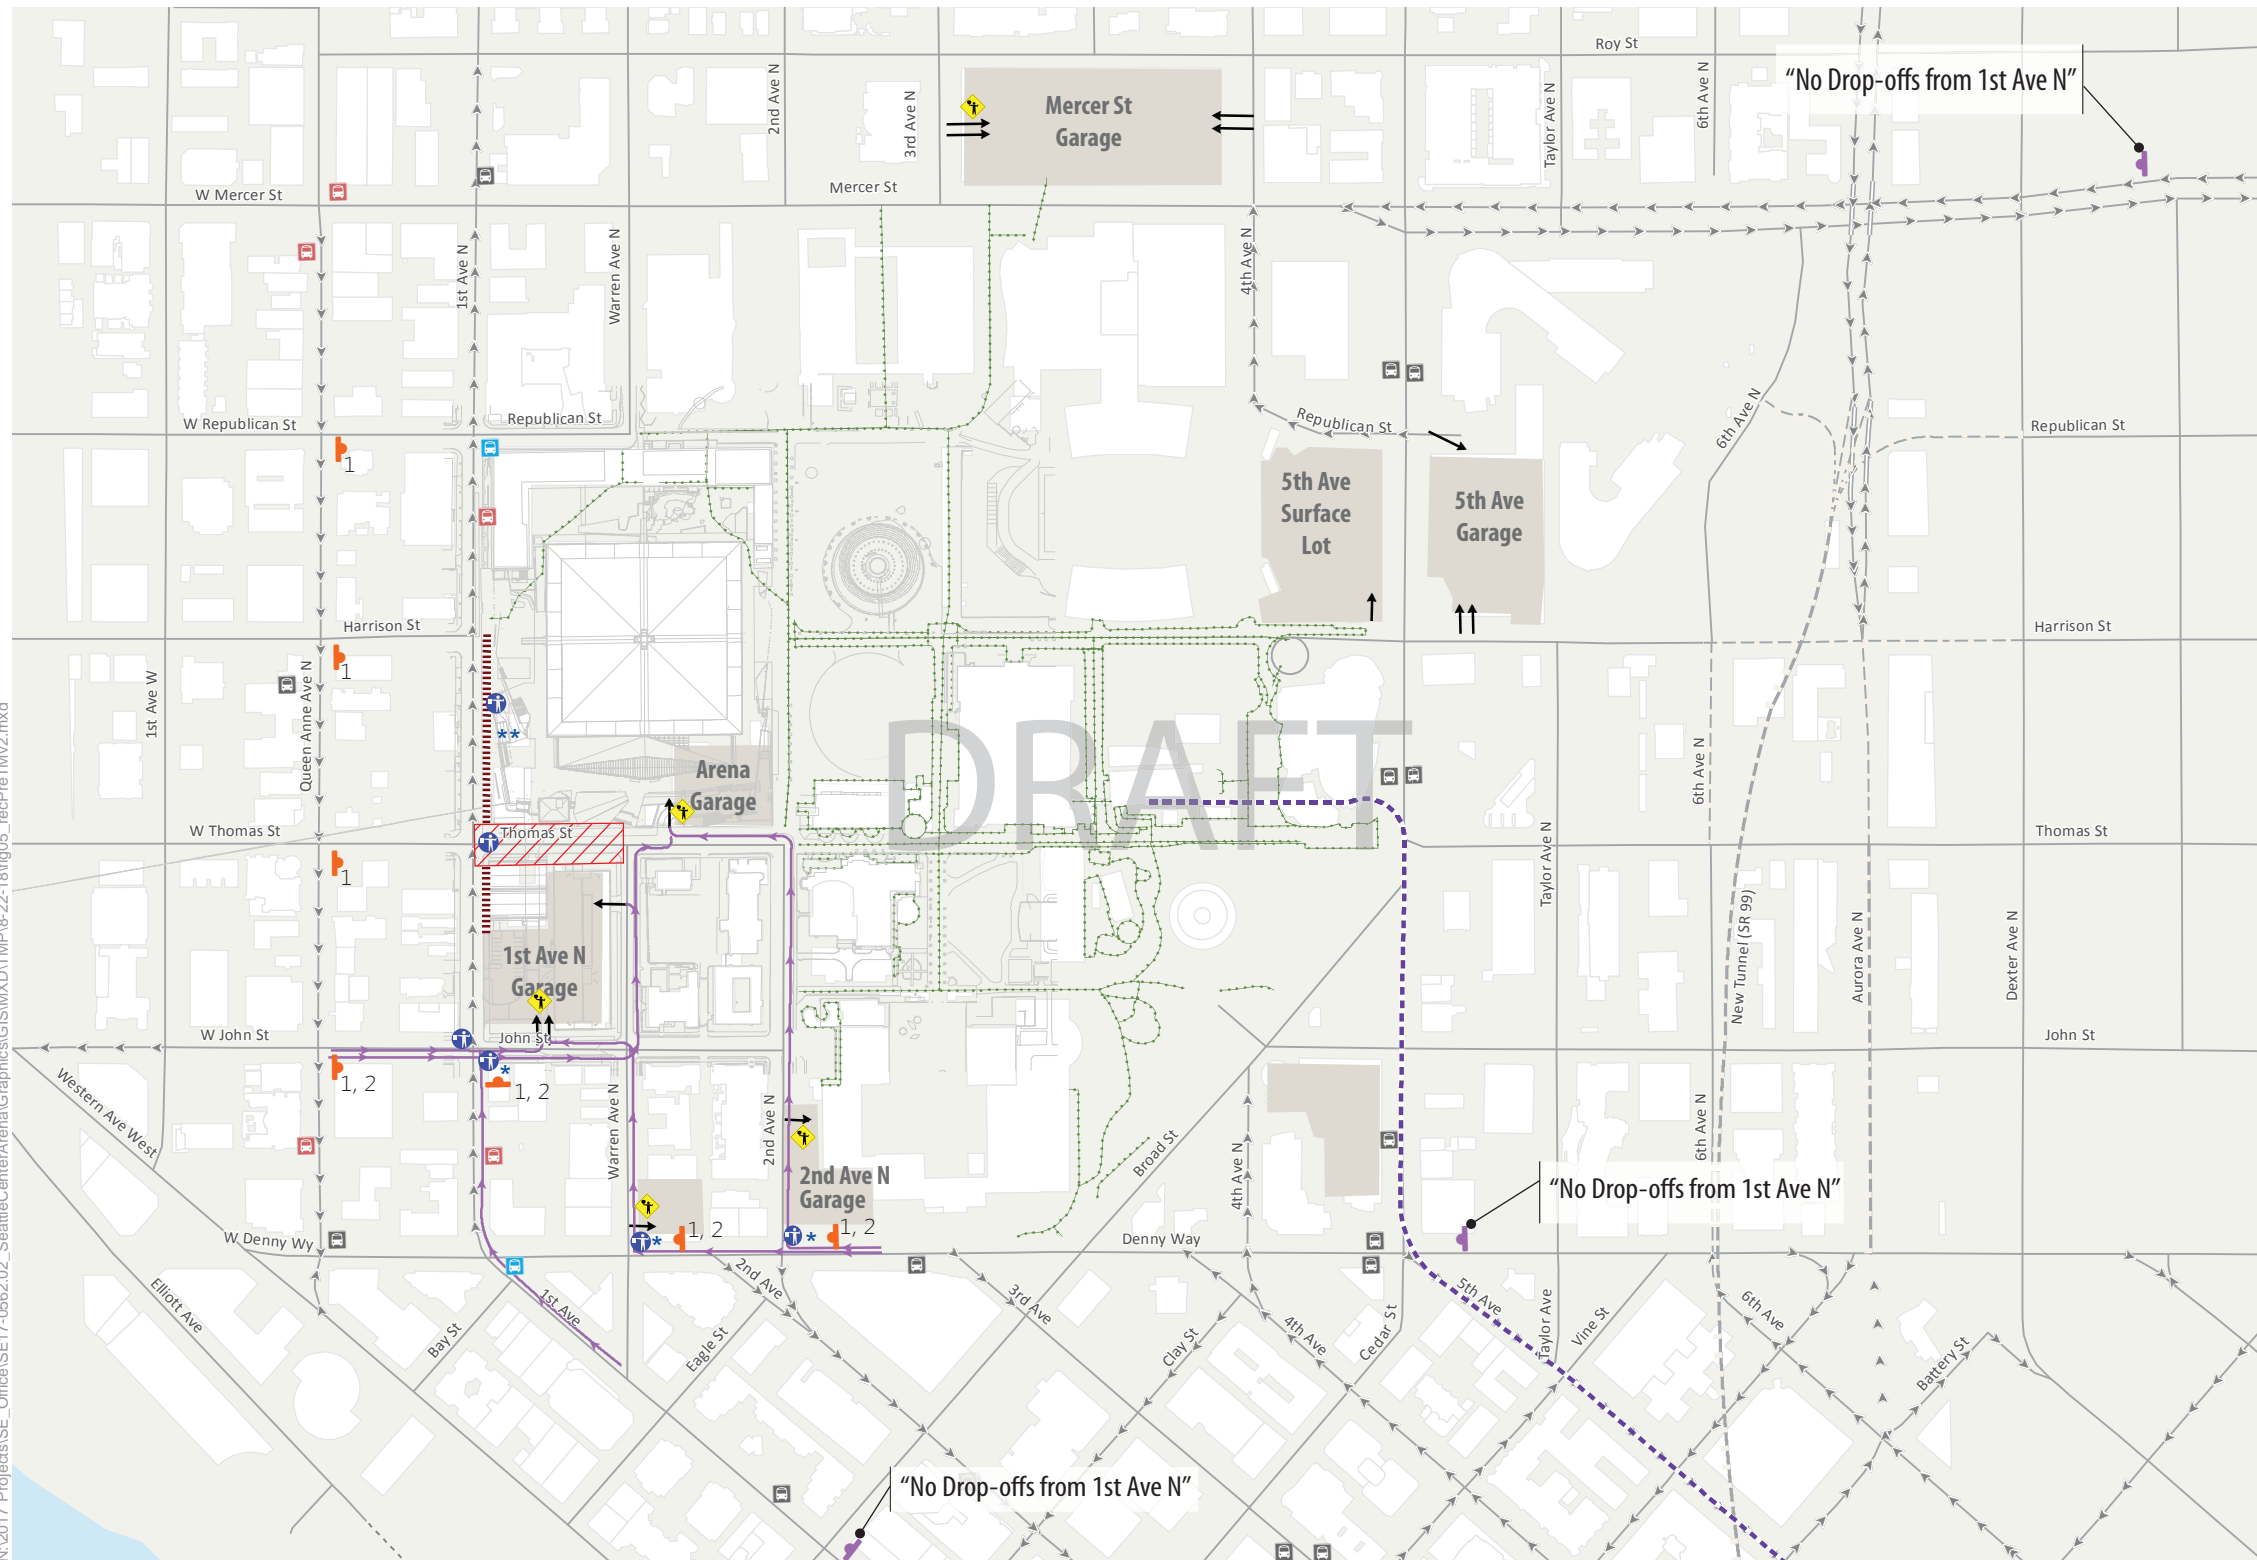 Roy St
"No Drop-offs from 1st Ave N"
2nd Ave N
3rd Ave N
Mercer St
Garage
Taylor Ave N
6th Ave N
W Mercer St
Mercer St
1st Ave N
Warren Ave N
4th Ave N
6th Ave N
W Republican St
Republican St
Republican St
Republican St
1
5th Ave
Surface
Lot
5th Ave
Garage
Harrison St
Harrison St
1
1st Ave W
Queen Anne Ave N
**
DRAFT
Arena
Garage
6th Ave N
W Thomas St
Thomas St
Thomas St
1
Taylor Ave N
New Tunnel (SR 99)
Aurora Ave N
Dexter Ave N
1st Ave N
Garage
W John St
John St
John St
*
1, 2
1, 2
Western Ave West
Warren Ave N
2nd Ave N
Broad St
4th Ave N
6th Ave N
2nd Ave N
Garage
"No Drop-offs from 1st Ave N"
1, 2
1, 2
*
*
W Denny Wy
Denny Way
Elliott Ave
1st Ave
2nd Ave
3rd Ave
5th Ave
6th Ave
Bay St
Eagle St
Clay St
4th Ave
Cedar St
Taylor Ave
Vine St
Battery St
"No Drop-offs from 1st Ave N"